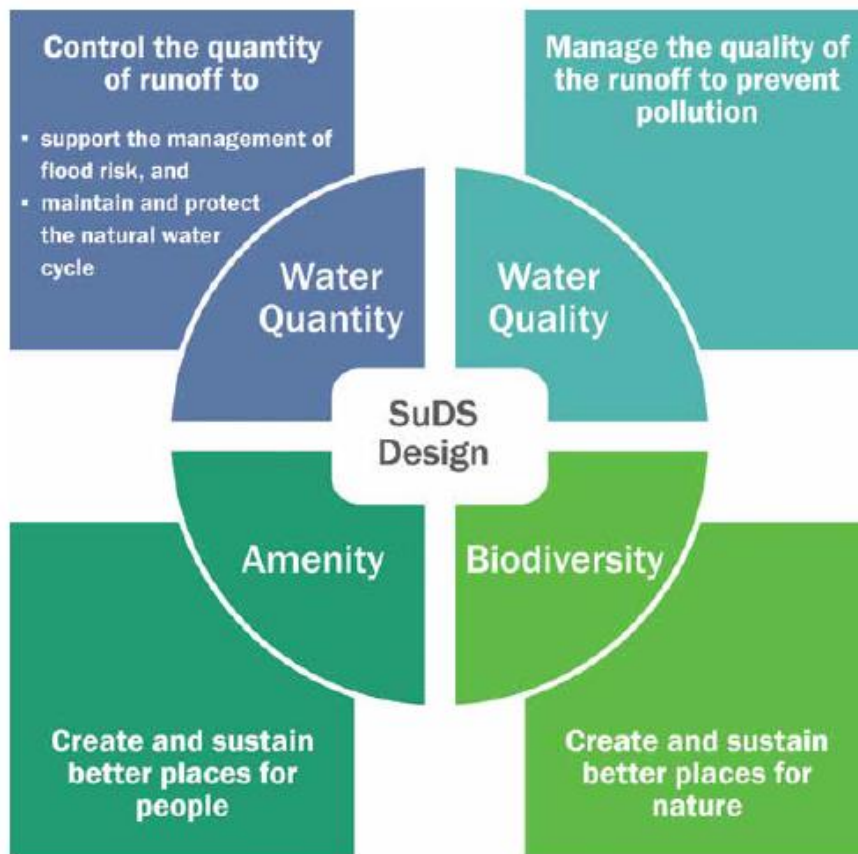 Control the quantity
of runoff to
▪ support the management of
flood risk, and
▪ maintain and protect
the natural water
cycle
Water
Quantity
Manage the quality of
the runoff to prevent
pollution
Water
Quality
SuDS
Design
Amenity
Create and sustain
better places for
people
Biodiversity
Create and sustain
better places for
nature